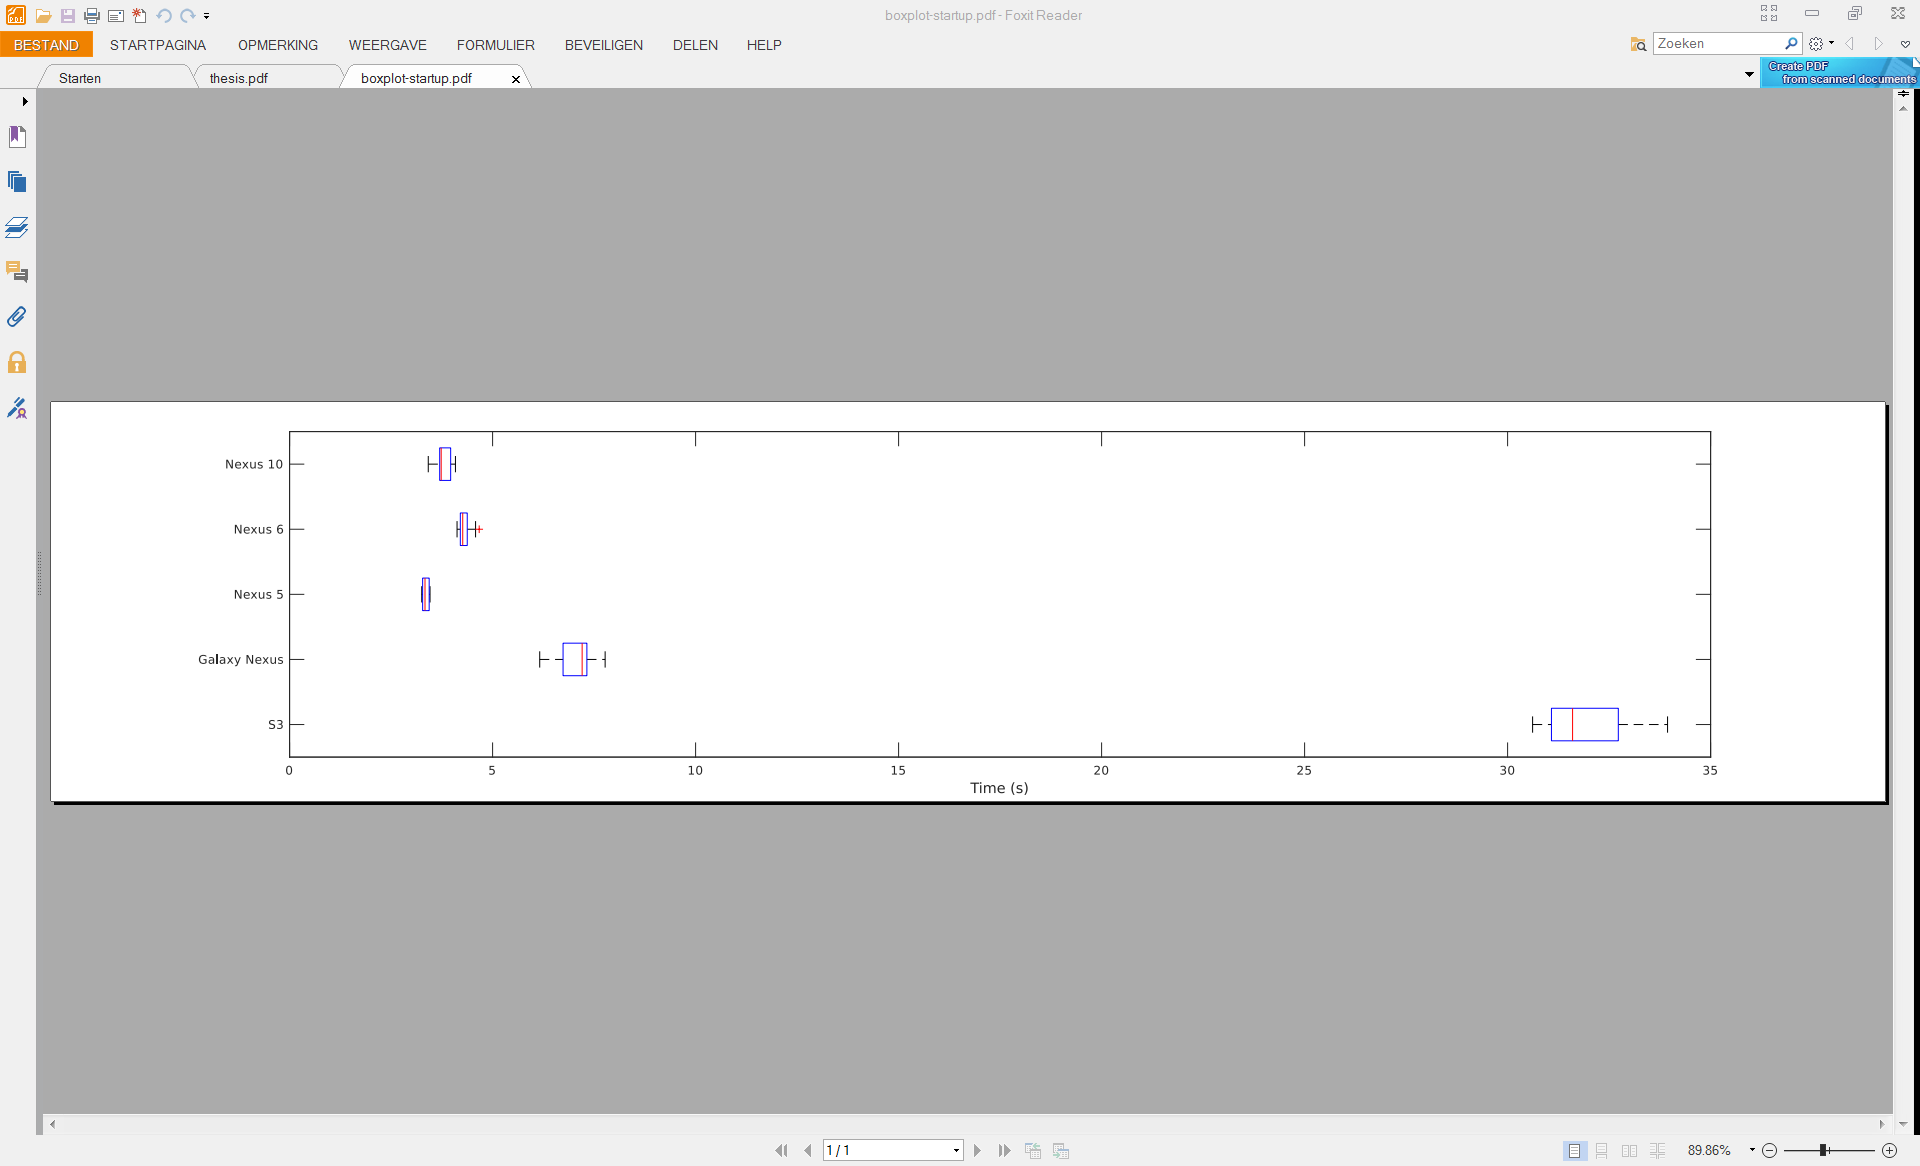 boxplot-startup.pdf - Foxit Reader
BESTAND STARTPAGINA OPMERKING WEERGAVE FORMULIER BEVEILIGEN DELEN HELP
Zoeken
Starten thesis.pdf boxplot-startup.pdf
Create PDF
from scanned documents
Nexus 10
Nexus 6
Nexus 5
Galaxy Nexus
S3
0 5 10 15 20 25 30 35
Time (s)
1 / 1
89.86%